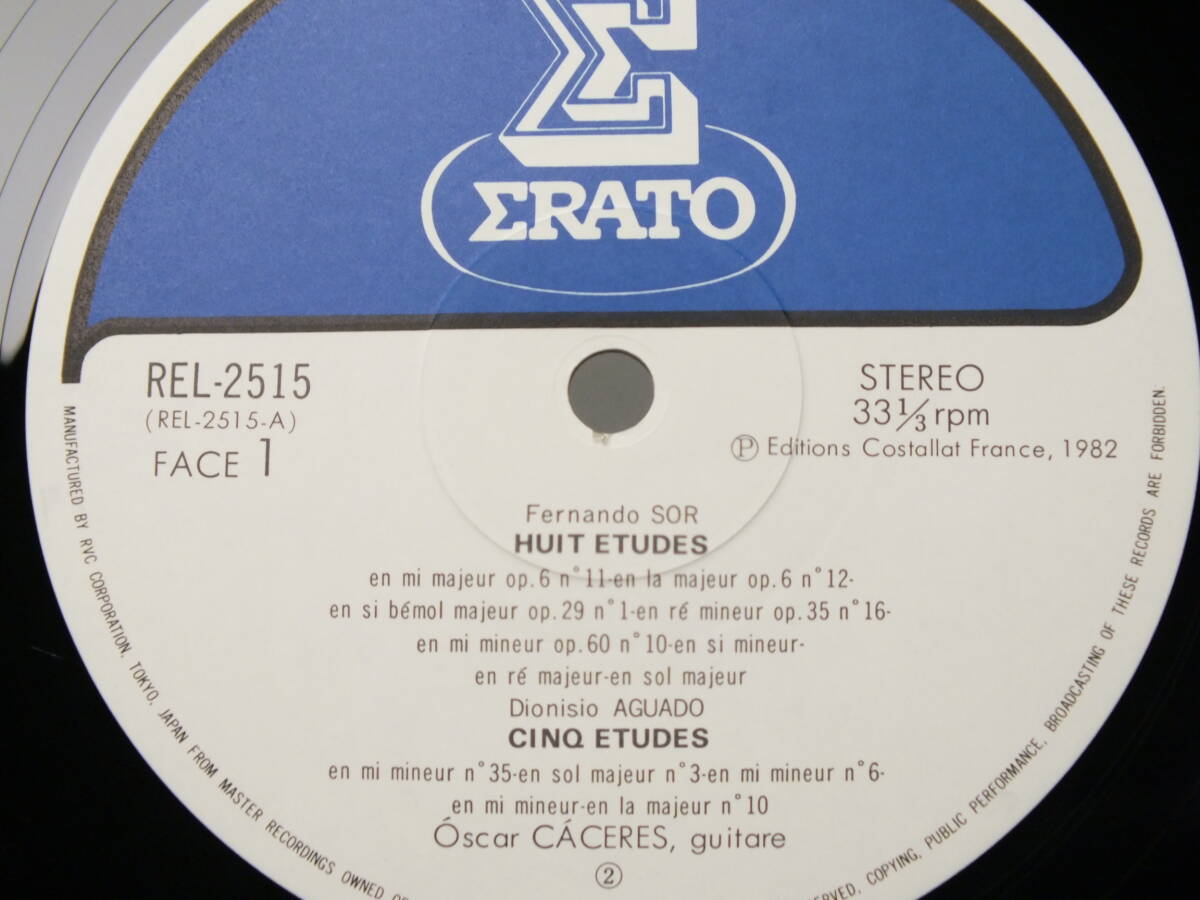 ΣRATO
REL-2515
(REL-2515-A)
FACE 1
STEREO
33 1/3 rpm
Ⓟ Editions Costallat France, 1982
Fernando SOR
HUIT ETUDES
en mi majeur op.6 n°11-en la majeur op.6 n°12-
en si bémol majeur op.29 n°1-en ré mineur op.35 n°16-
en mi mineur op.60 n°10-en si mineur-
en ré majeur-en sol majeur
Dionisio AGUADO
CINQ ETUDES
en mi mineur n°35-en sol majeur n°3-en mi mineur n°6-
en mi mineur-en la majeur n°10
Óscar CÁCERES, guitare
②
MANUFACTURED BY RVC CORPORATION, TOKYO, JAPAN FROM MASTER RECORDINGS OWNED
COPYING, PUBLIC PERFORMANCE, BROADCASTING OF THESE RECORDS ARE FORBIDDEN.